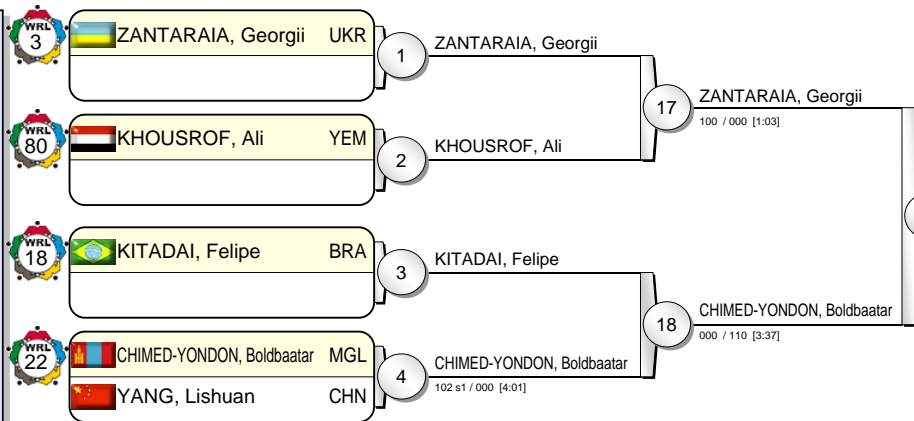 WRL
3
ZANTARAIA, Georgii UKR
1
ZANTARAIA, Georgii
WRL
80
KHOUSROF, Ali YEM
2
KHOUSROF, Ali
17
ZANTARAIA, Georgii
100 / 000 [1:03]
WRL
18
KITADAI, Felipe BRA
3
KITADAI, Felipe
WRL
22
CHIMED-YONDON, Boldbaatar MGL
YANG, Lishuan CHN
4
CHIMED-YONDON, Boldbaatar
102 s1 / 000 [4:01]
18
CHIMED-YONDON, Boldbaatar
000 / 110 [3:37]